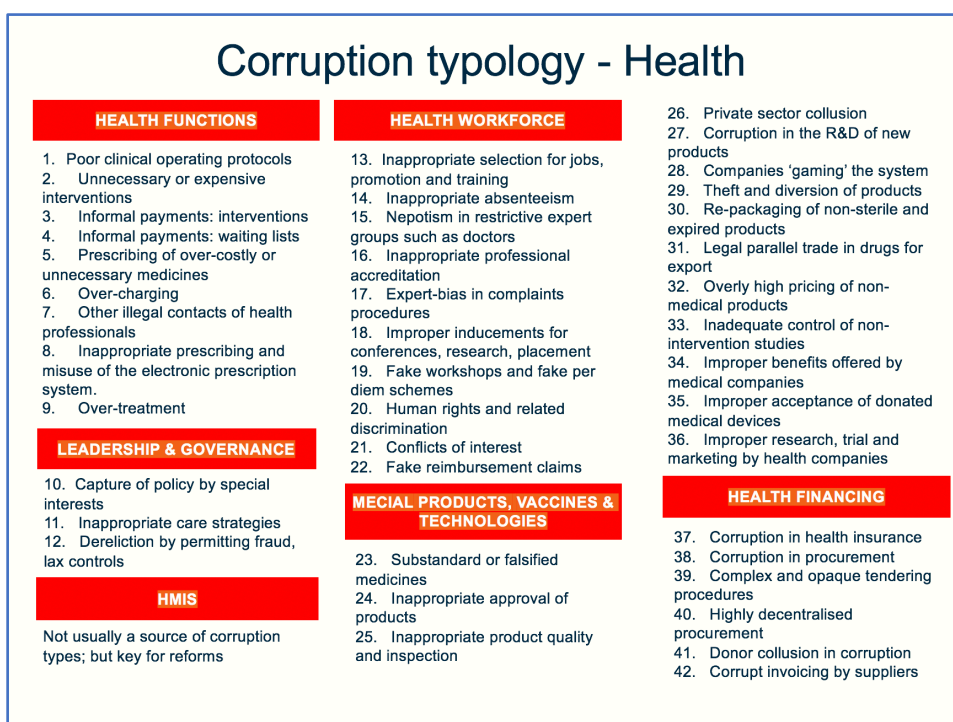 Corruption typology - Health
HEALTH FUNCTIONS
1. Poor clinical operating protocols
2. Unnecessary or expensive
interventions
3. Informal payments: interventions
4. Informal payments: waiting lists
5. Prescribing of over-costly or
unnecessary medicines
6. Over-charging
7. Other illegal contacts of health
professionals
8. Inappropriate prescribing and
misuse of the electronic prescription
system.
9. Over-treatment
LEADERSHIP & GOVERNANCE
10. Capture of policy by special
interests
11. Inappropriate care strategies
12. Dereliction by permitting fraud,
lax controls
HMIS
Not usually a source of corruption
types; but key for reforms
HEALTH WORKFORCE
13. Inappropriate selection for jobs,
promotion and training
14. Inappropriate absenteeism
15. Nepotism in restrictive expert
groups such as doctors
16. Inappropriate professional
accreditation
17. Expert-bias in complaints
procedures
18. Improper inducements for
conferences, research, placement
19. Fake workshops and fake per
diem schemes
20. Human rights and related
discrimination
21. Conflicts of interest
22. Fake reimbursement claims
MECIAL PRODUCTS, VACCINES &
TECHNOLOGIES
23. Substandard or falsified
medicines
24. Inappropriate approval of
products
25. Inappropriate product quality
and inspection
26. Private sector collusion
27. Corruption in the R&D of new
products
28. Companies ‘gaming’ the system
29. Theft and diversion of products
30. Re-packaging of non-sterile and
expired products
31. Legal parallel trade in drugs for
export
32. Overly high pricing of non-
medical products
33. Inadequate control of non-
intervention studies
34. Improper benefits offered by
medical companies
35. Improper acceptance of donated
medical devices
36. Improper research, trial and
marketing by health companies
HEALTH FINANCING
37. Corruption in health insurance
38. Corruption in procurement
39. Complex and opaque tendering
procedures
40. Highly decentralised
procurement
41. Donor collusion in corruption
42. Corrupt invoicing by suppliers